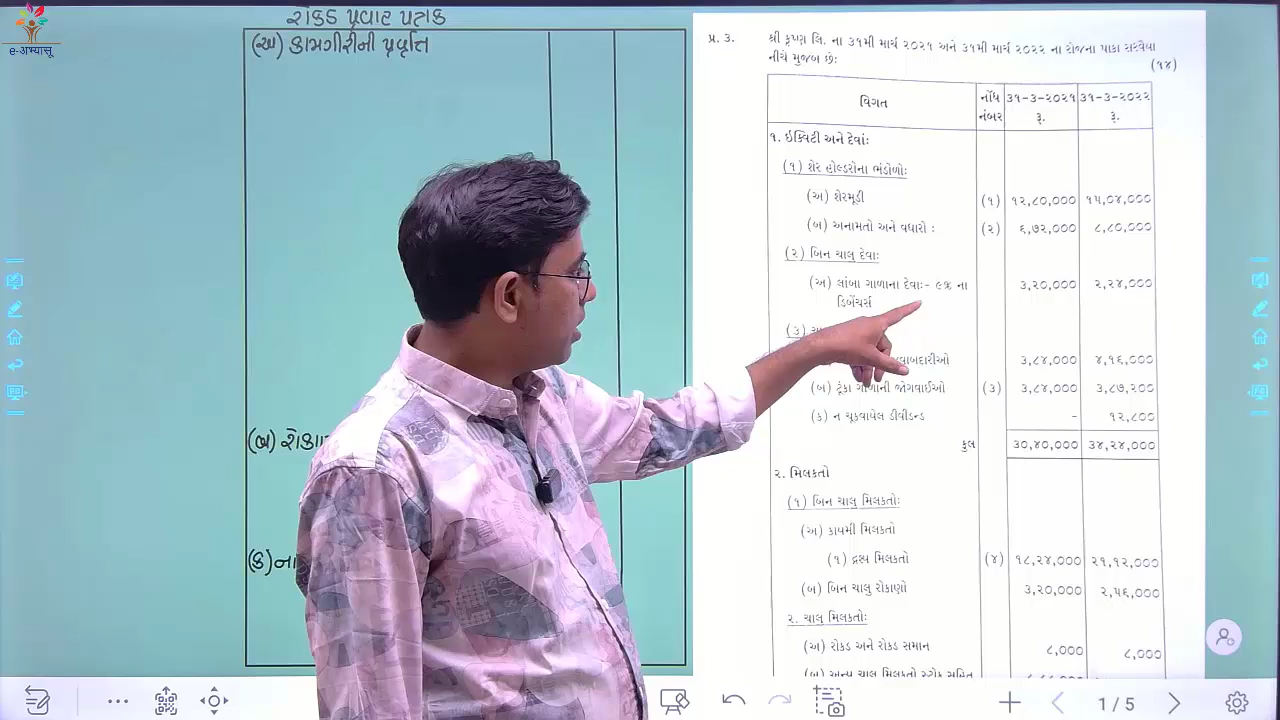 e-अभ्यासू
રોકડ પ્રવાહ પત્રક
(અ) કામગીરીની પ્રવૃત્તિ
(બ) રોકા
(ક) ના
પ્ર. ૩. શ્રી કૃષ્ણ લિ. ના ૩૧મી માર્ચ ૨૦૨૧ અને ૩૧મી માર્ચ ૨૦૨૨ ના રોજના પાકા સરવૈયા
નીચે મુજબ છેઃ (૧૪)
વિગત નોંધ નંબર ૩૧-૩-૨૦૨૧ રૂ. ૩૧-૩-૨૦૨૨ રૂ.
૧. ઇક્વિટી અને દેવાંઃ
(૧) શેર હોલ્ડરોના ભંડોળોઃ
(અ) શેરમૂડી (૧) ૧૨,૮૦,૦૦૦ ૧૫,૦૪,૦૦૦
(બ) અનામતો અને વધારો : (૨) ૬,૭૨,૦૦૦ ૮,૮૦,૦૦૦
(૨) બિન ચાલુ દેવાઃ
(અ) લાંબા ગાળાના દેવાઃ- ૯% ના ૩,૨૦,૦૦૦ ૨,૨૪,૦૦૦
ડિબેંચર્સ
(૩)
જવાબદારીઓ ૩,૮૪,૦૦૦ ૪,૧૬,૦૦૦
(બ) ટૂંકા ગાળાની જોગવાઈઓ (૩) ૩,૮૪,૦૦૦ ૩,૮૭,૨૦૦
(ક) ન ચૂકવાયેલ ડીવીડન્ડ - ૧૨,૮૦૦
કુલ ૩૦,૪૦,૦૦૦ ૩૪,૨૪,૦૦૦
૨. મિલકતો
(૧) બિન ચાલુ મિલકતોઃ
(અ) કાયમી મિલકતો
(૧) દ્રશ્ય મિલકતો (૪) ૧૮,૨૪,૦૦૦ ૨૧,૧૨,૦૦૦
(બ) બિન ચાલુ રોકાણો ૩,૨૦,૦૦૦ ૨,૫૬,૦૦૦
૨. ચાલુ મિલકતોઃ
(અ) રોકડ અને રોકડ સમાન ૮,૦૦૦ ૮,૦૦૦
(બ) અન્ય ચાલુ મિલકતો સ્ટોક સહિત
1/5